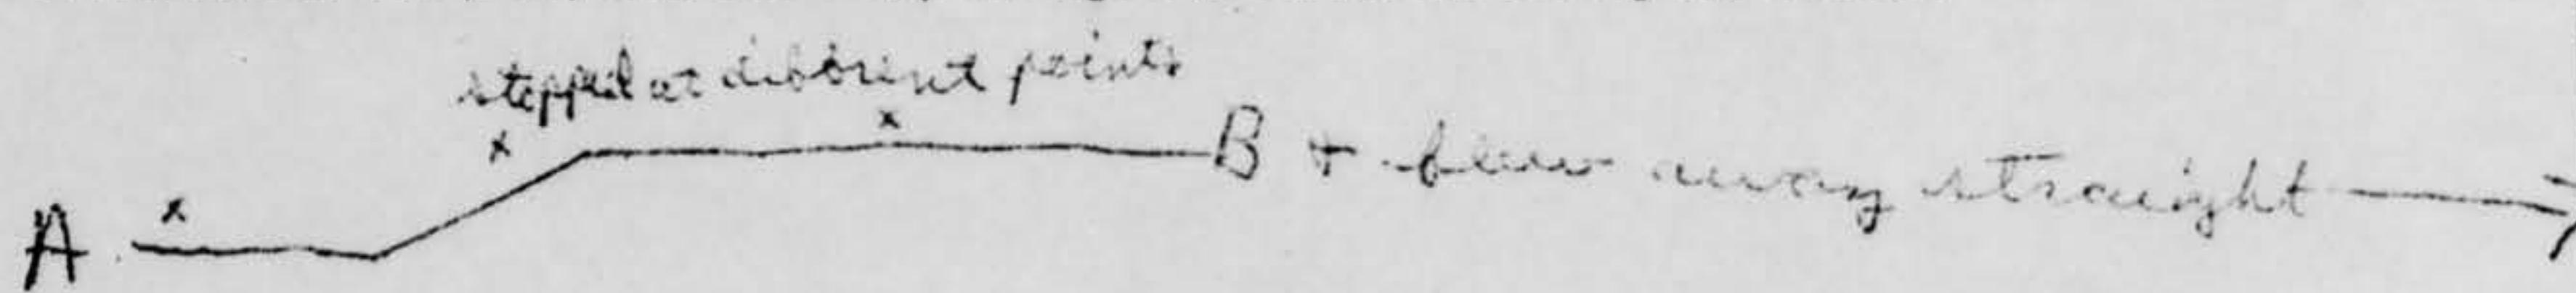 stopped at different points
x x x
A B + flew away straight